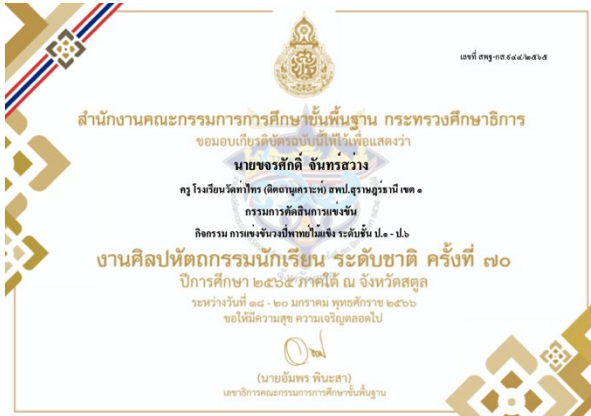 เลขที่ สพฐ-กส.๕๔๔/๒๕๖๕
สำนักงานคณะกรรมการการศึกษาขั้นพื้นฐาน กระทรวงศึกษาธิการ
ขอมอบเกียรติบัตรฉบับนี้ให้ไว้เพื่อแสดงว่า
นายขจรศักดิ์ จันทร์สว่าง
ครู โรงเรียนวัดท่าไทร (ดิตถานุเคราะห์) สพป.สุราษฎร์ธานี เขต ๑
กรรมการตัดสินการแข่งขัน
กิจกรรม การแข่งขันวงปี่พาทย์ไม้แข็ง ระดับชั้น ป.๑ - ป.๖
งานศิลปหัตถกรรมนักเรียน ระดับชาติ ครั้งที่ ๗๐
ปีการศึกษา ๒๕๖๕ ภาคใต้ ณ จังหวัดสตูล
ระหว่างวันที่ ๑๘ - ๒๐ มกราคม พุทธศักราช ๒๕๖๖
ขอให้มีความสุข ความเจริญตลอดไป
(นายอัมพร พินะสา)
เลขาธิการคณะกรรมการการศึกษาขั้นพื้นฐาน